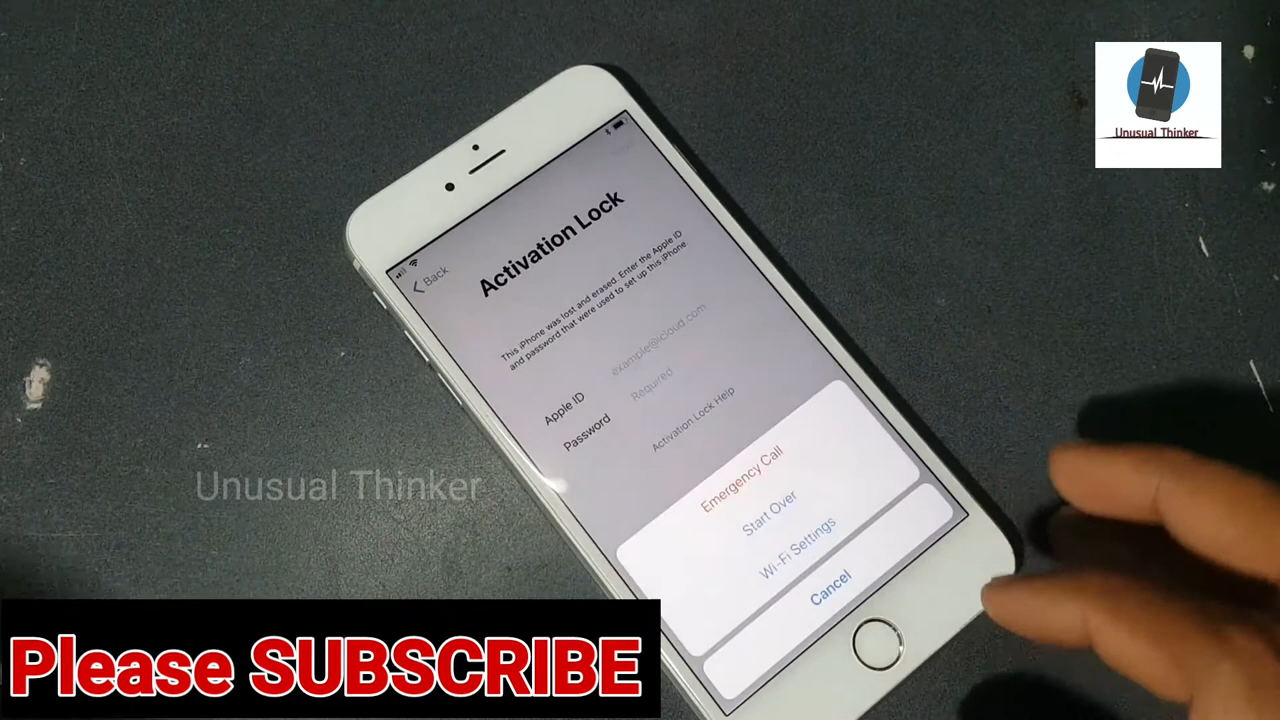 Unusual Thinker
Back
Activation Lock
This iPhone was lost and erased. Enter the Apple ID
and password that were used to set up this iPhone
Apple ID example@icloud.com
Password Required
Activation Lock Help
Emergency Call
Start Over
Wi-Fi Settings
Cancel
Unusual Thinker
Please SUBSCRIBE